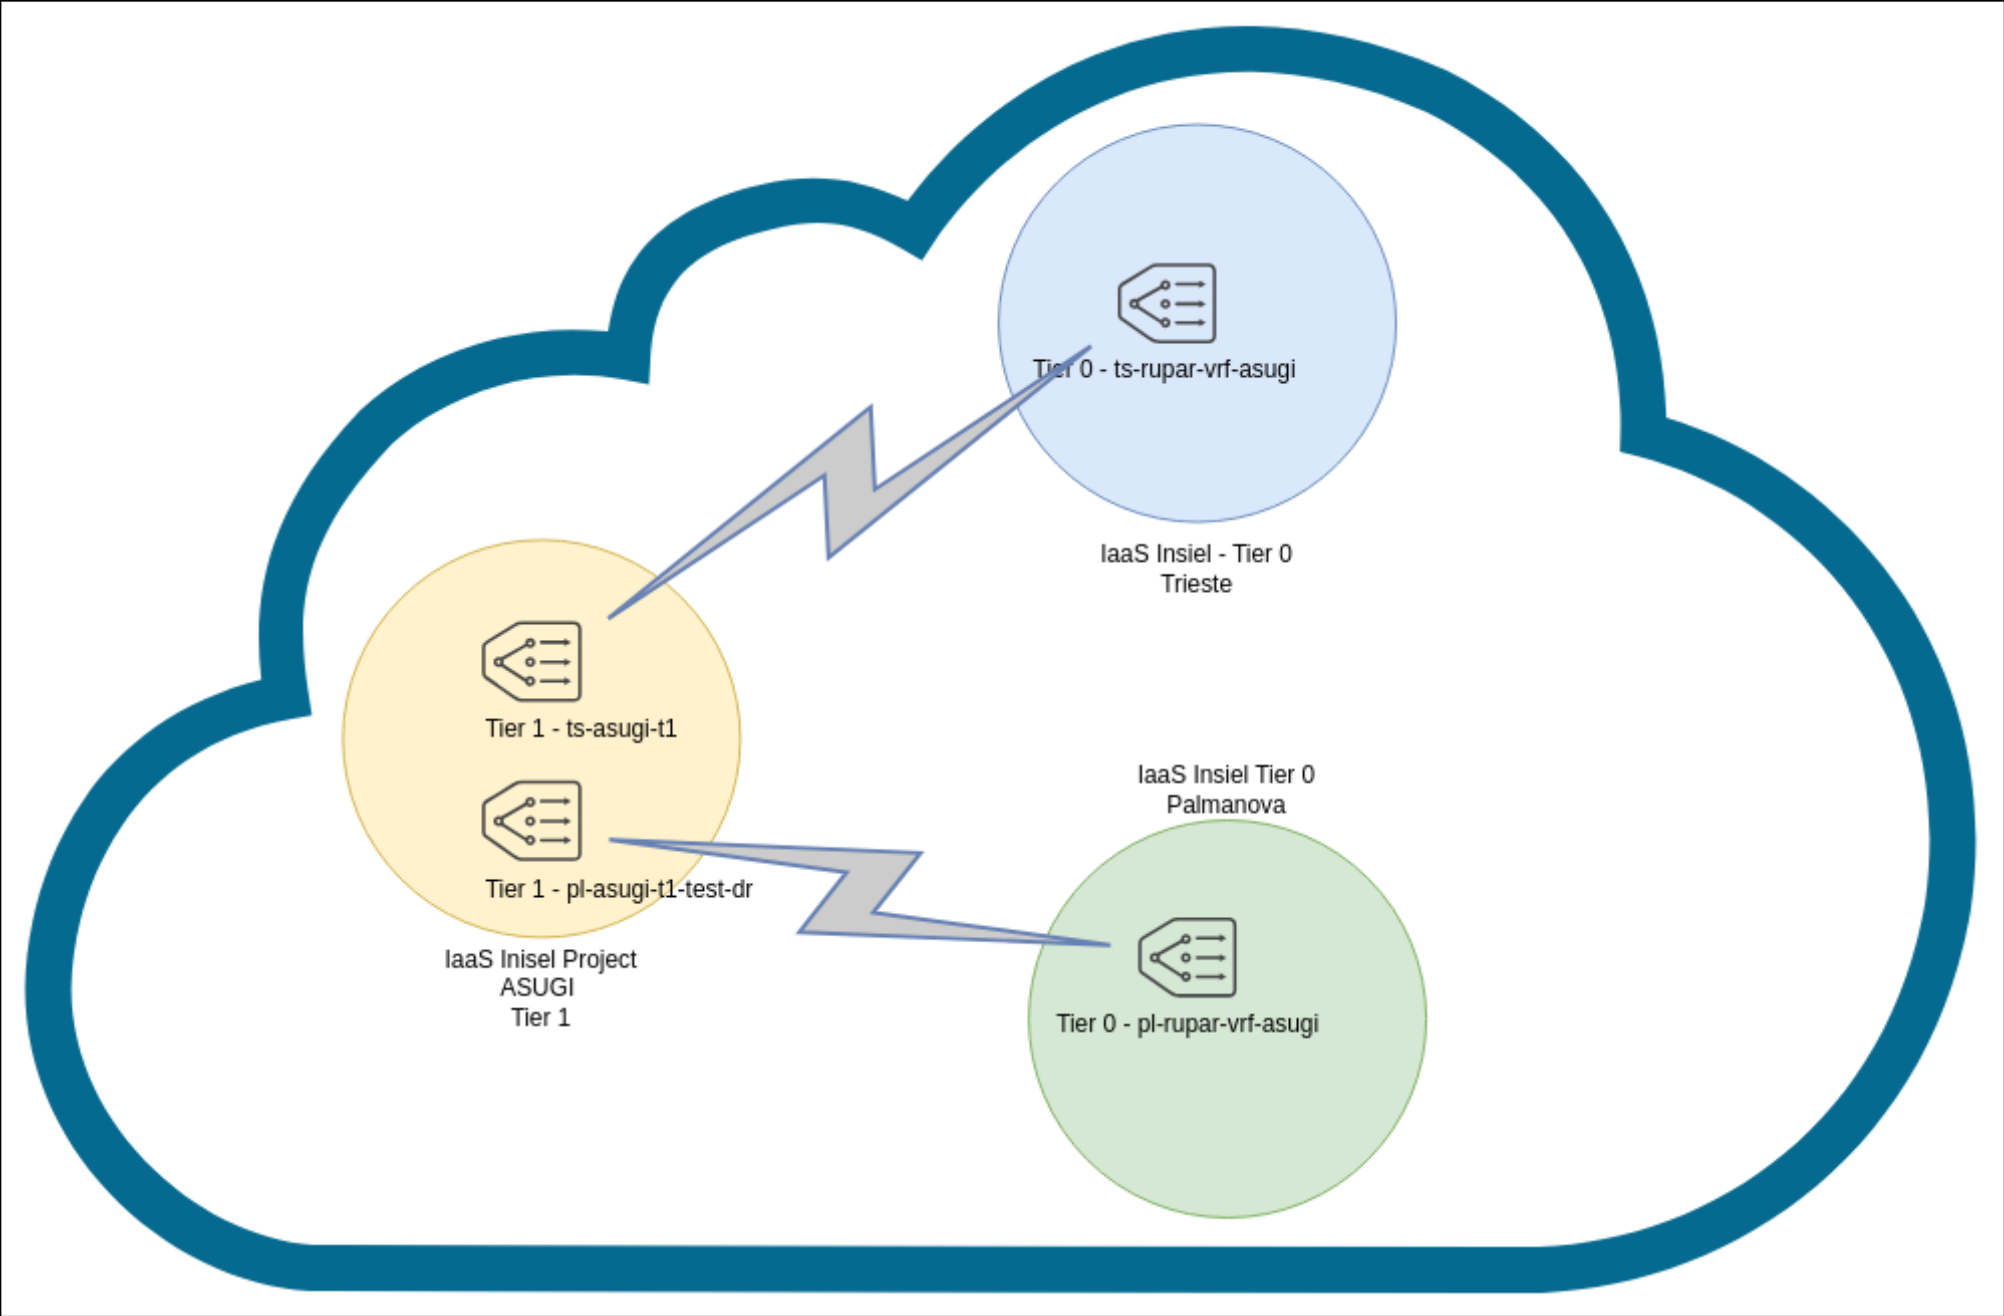 Tier 0 - ts-rupar-vrf-asugi
IaaS Insiel - Tier 0
Trieste
Tier 1 - ts-asugi-t1
Tier 1 - pl-asugi-t1-test-dr
IaaS Inisel Project
ASUGI
Tier 1
IaaS Insiel Tier 0
Palmanova
Tier 0 - pl-rupar-vrf-asugi